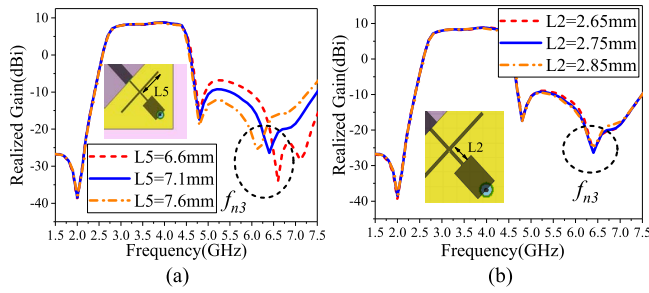 Realized Gain(dBi)
10
0
-10
-20
-30
-40
L5
L5=6.6mm
L5=7.1mm
L5=7.6mm
fn3
1.5 2.0 2.5 3.0 3.5 4.0 4.5 5.0 5.5 6.0 6.5 7.0 7.5
Frequency(GHz)
(a)
Realized Gain(dBi)
10
0
-10
-20
-30
-40
L2=2.65mm
L2=2.75mm
L2=2.85mm
L2
fn3
1.5 2.0 2.5 3.0 3.5 4.0 4.5 5.0 5.5 6.0 6.5 7.0 7.5
Frequency(GHz)
(b)